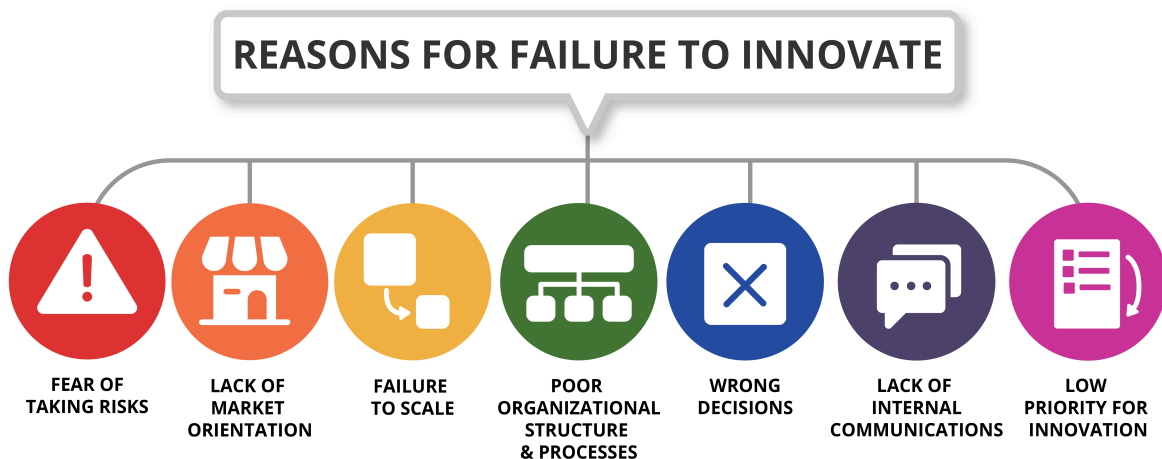 REASONS FOR FAILURE TO INNOVATE
FEAR OF
TAKING RISKS
LACK OF
MARKET
ORIENTATION
FAILURE
TO SCALE
POOR
ORGANIZATIONAL
STRUCTURE
& PROCESSES
WRONG
DECISIONS
LACK OF
INTERNAL
COMMUNICATIONS
LOW
PRIORITY FOR
INNOVATION